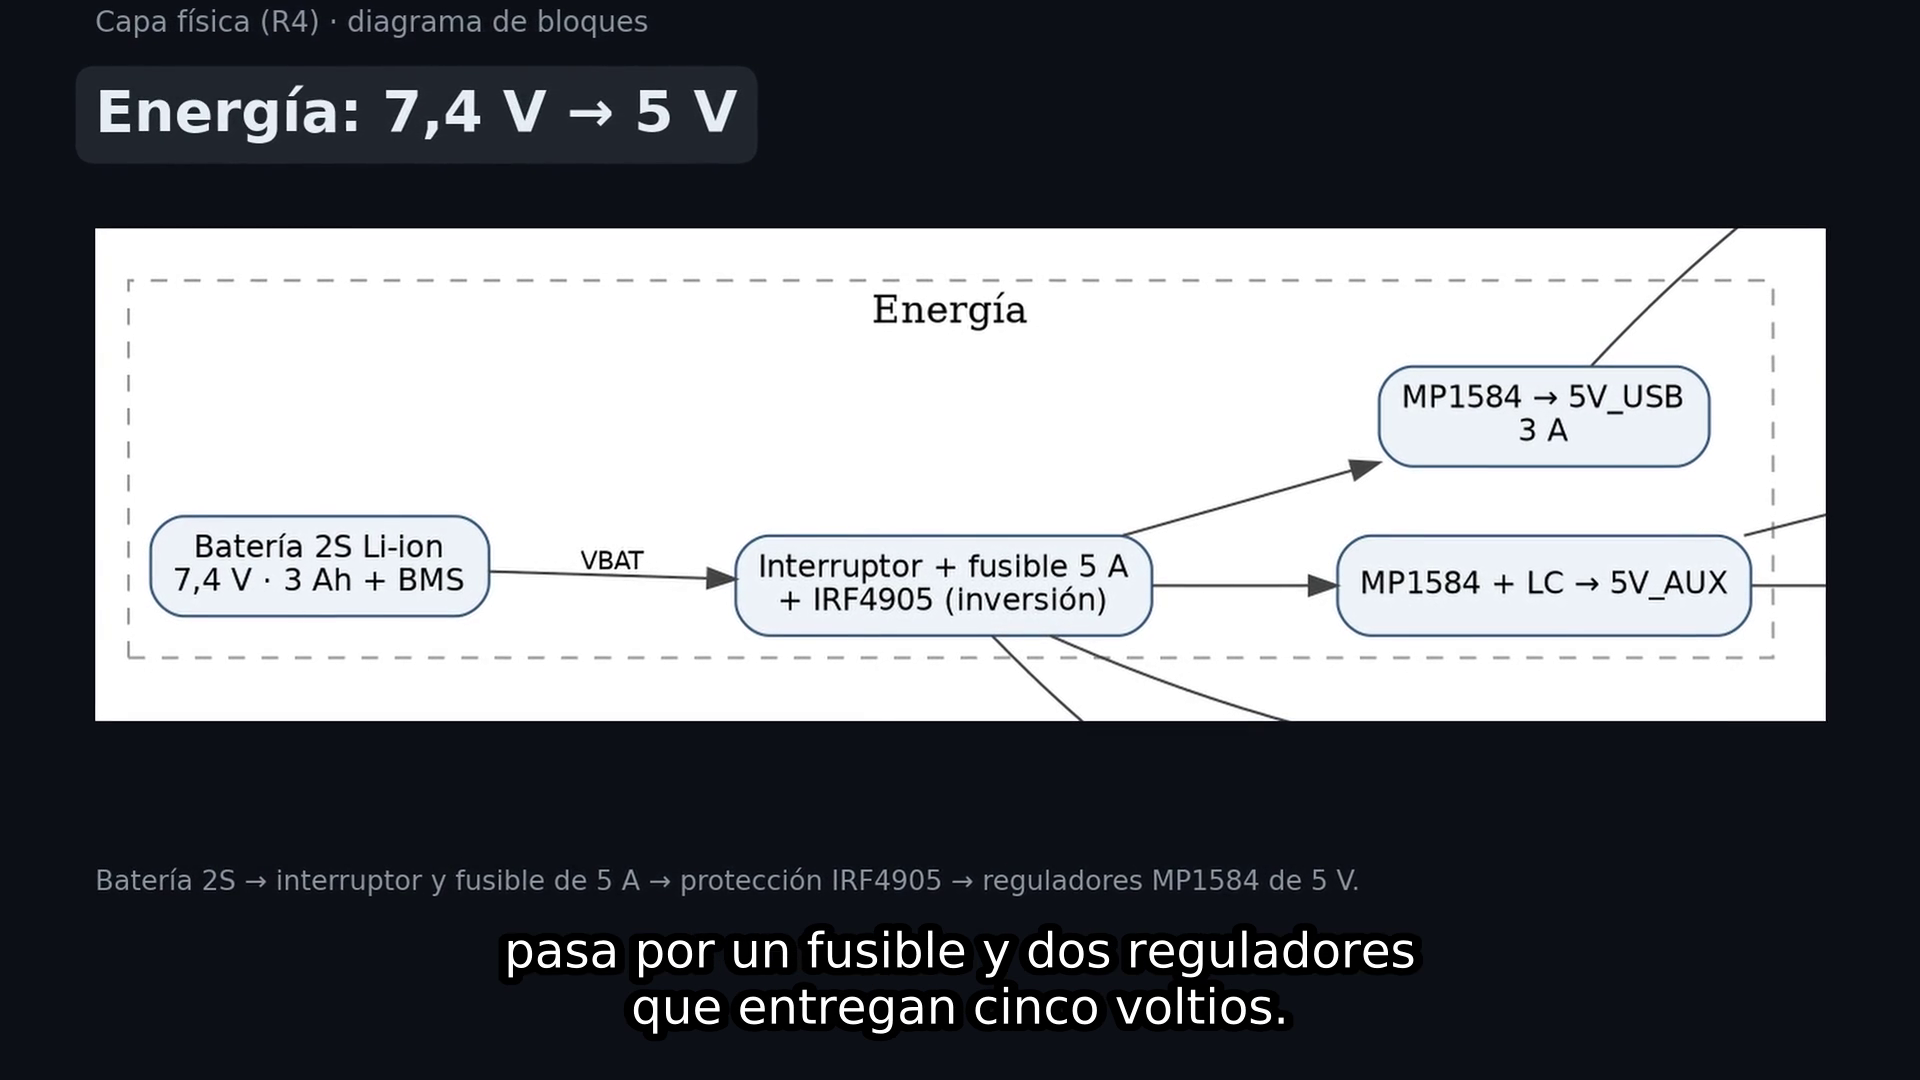 Capa física (R4) · diagrama de bloques
Energía: 7,4 V → 5 V
Energía
MP1584 → 5V_USB
3 A
Batería 2S Li-ion
7,4 V · 3 Ah + BMS
VBAT
Interruptor + fusible 5 A
+ IRF4905 (inversión)
MP1584 + LC → 5V_AUX
Batería 2S → interruptor y fusible de 5 A → protección IRF4905 → reguladores MP1584 de 5 V.
pasa por un fusible y dos reguladores
que entregan cinco voltios.